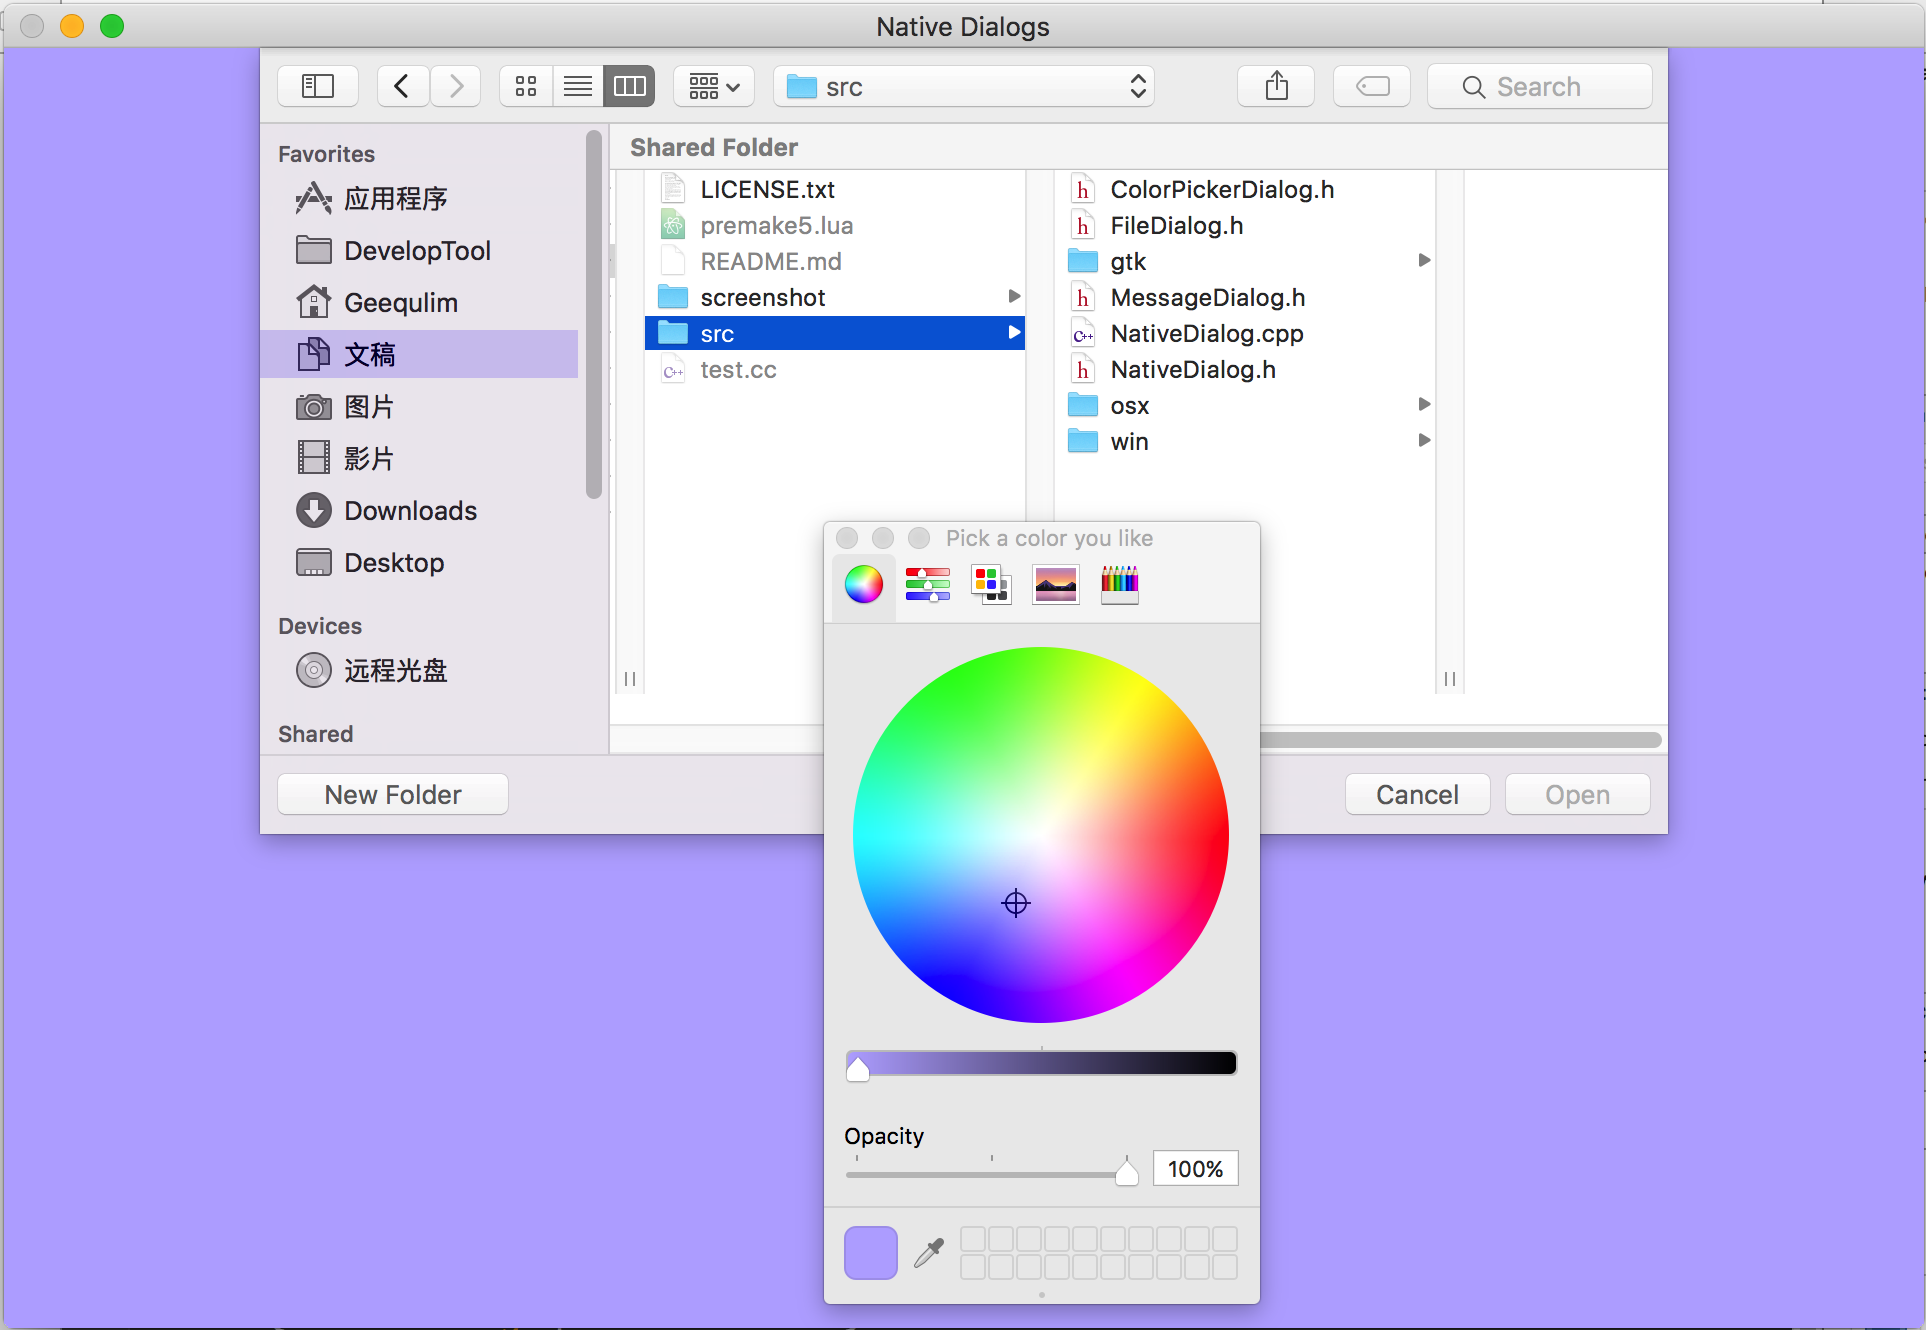 Native Dialogs
src
Search
Favorites
应用程序
DevelopTool
Geequlim
文稿
图片
影片
Downloads
Desktop
Devices
远程光盘
Shared
Shared Folder
LICENSE.txt
premake5.lua
README.md
screenshot
src
test.cc
ColorPickerDialog.h
FileDialog.h
gtk
MessageDialog.h
NativeDialog.cpp
NativeDialog.h
osx
win
New Folder
Cancel
Open
Pick a color you like
Opacity
100%